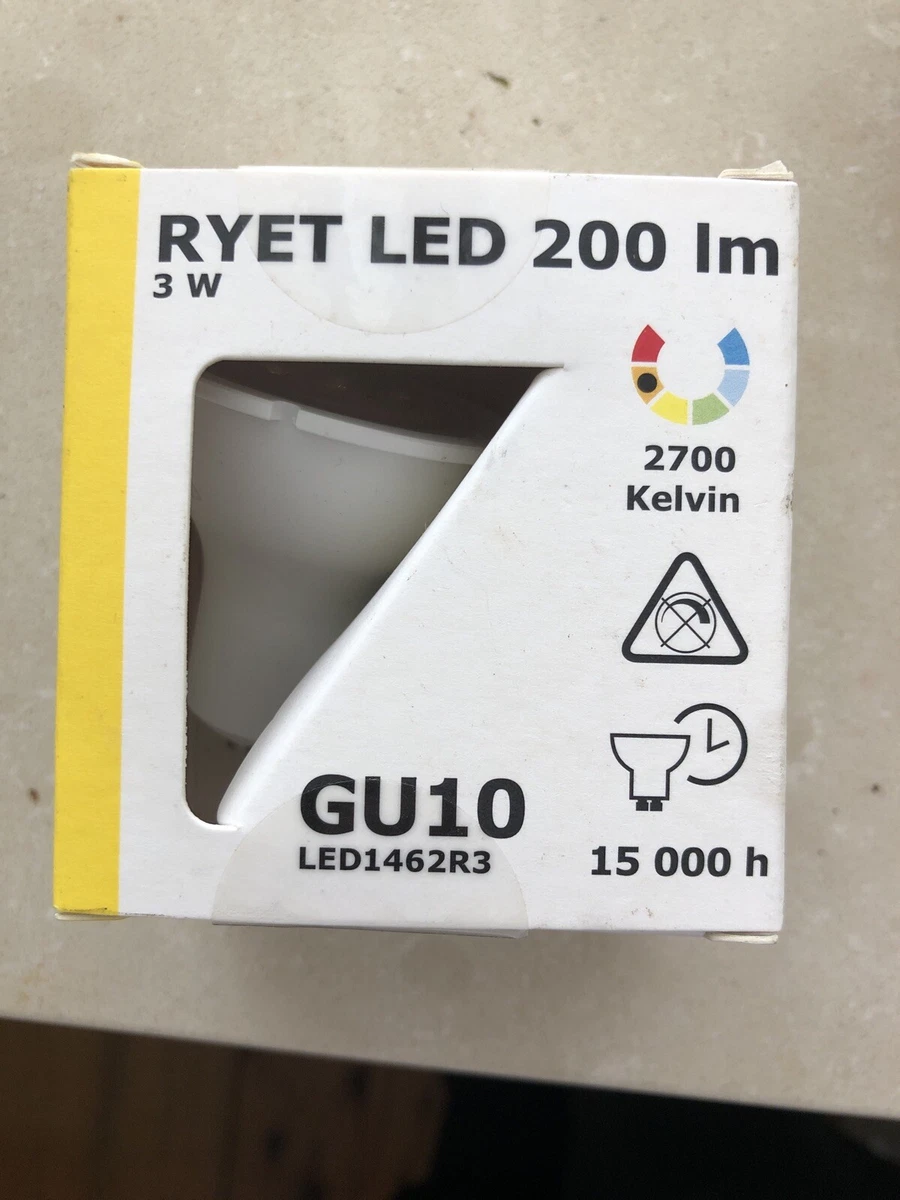 RYET LED 200 lm
3 W
2700
Kelvin
GU10
LED1462R3
15 000 h